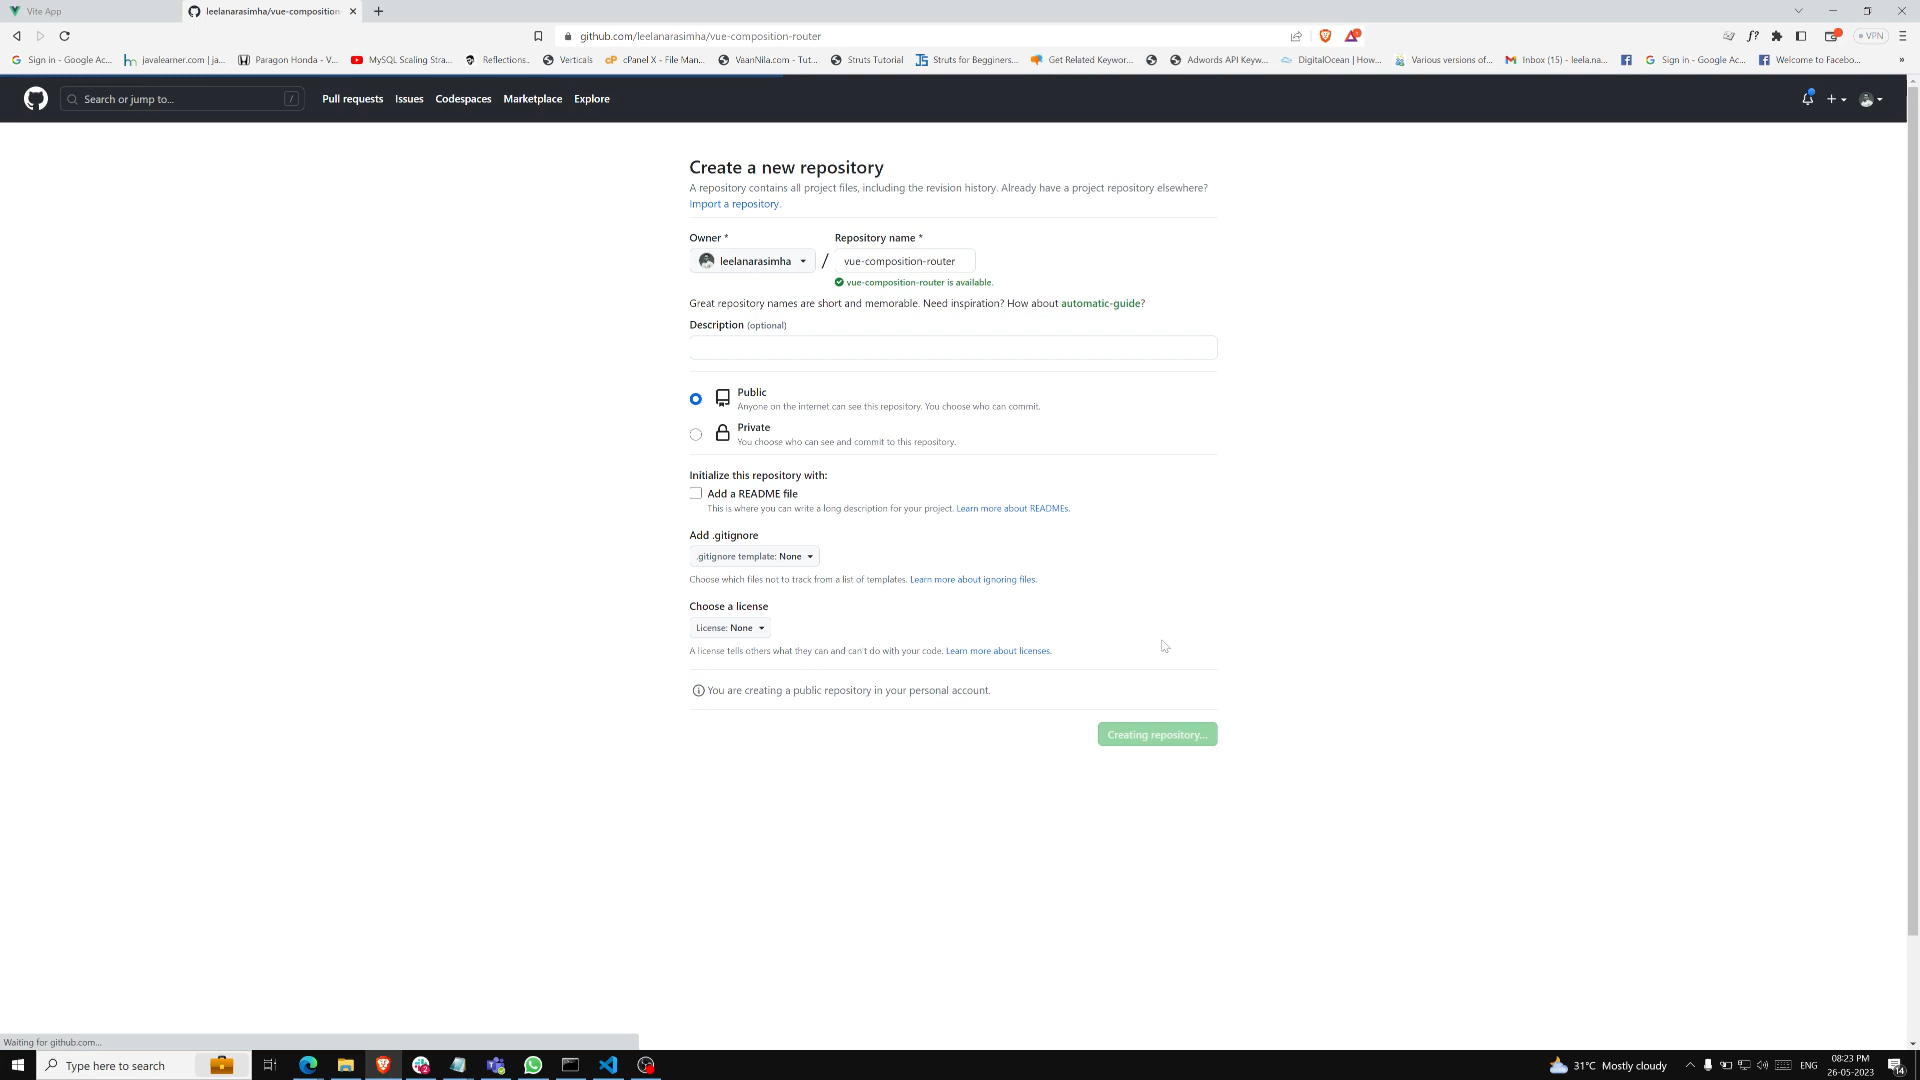 Vite App
leelanarasimha/vue-composition-
github.com/leelanarasimha/vue-composition-router
VPN
Sign in - Google Ac...
javalearner.com | ja...
Paragon Honda - V...
MySQL Scaling Stra...
Reflections..
Verticals
cPanel X - File Man...
VaanNila.com - Tut...
Struts Tutorial
Struts for Begginers...
Get Related Keywor...
Adwords API Keyw...
DigitalOcean | How...
Various versions of...
Inbox (15) - leela.na...
Sign in - Google Ac...
Welcome to Facebo...
Search or jump to...
/
Pull requests
Issues
Codespaces
Marketplace
Explore
Create a new repository
A repository contains all project files, including the revision history. Already have a project repository elsewhere?
Import a repository.
Owner *
Repository name *
leelanarasimha
/
vue-composition-router
vue-composition-router is available.
Great repository names are short and memorable. Need inspiration? How about automatic-guide?
Description (optional)
Public
Anyone on the internet can see this repository. You choose who can commit.
Private
You choose who can see and commit to this repository.
Initialize this repository with:
Add a README file
This is where you can write a long description for your project. Learn more about READMEs.
Add .gitignore
.gitignore template: None
Choose which files not to track from a list of templates. Learn more about ignoring files.
Choose a license
License: None
A license tells others what they can and can't do with your code. Learn more about licenses.
You are creating a public repository in your personal account.
Creating repository...
Waiting for github.com...
Type here to search
31°C Mostly cloudy
ENG
08:23 PM
26-05-2023
14